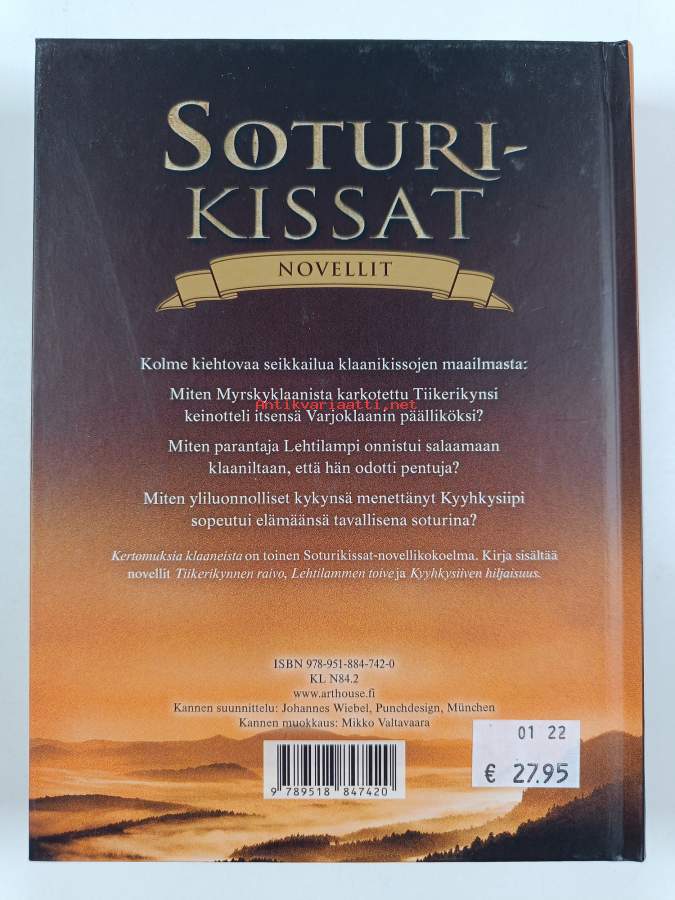 SOTURI-
KISSAT
NOVELLIT
Kolme kiehtovaa seikkailua klaanikissojen maailmasta:
Miten Myrskyklaanista karkotettu Tiikerikynsi
Antikvariaatti.net
keinotteli itsensä Varjoklaanin päälliköksi?
Miten parantaja Lehtilampi onnistui salaamaan
klaaniltaan, että hän odotti pentuja?
Miten yliluonnolliset kykynsä menettänyt Kyyhkysiipi
sopeutui elämäänsä tavallisena soturina?
Kertomuksia klaaneista on toinen Soturikissat-novellikokoelma. Kirja sisältää
novellit Tiikerikynnen raivo, Lehtilammen toive ja Kyyhkysiiven hiljaisuus.
ISBN 978-951-884-742-0
KL N84.2
www.arthouse.fi
Kannen suunnittelu: Johannes Wiebel, Punchdesign, München
Kannen muokkaus: Mikko Valtavaara
01 22
€ 27.95
9 789518 847420